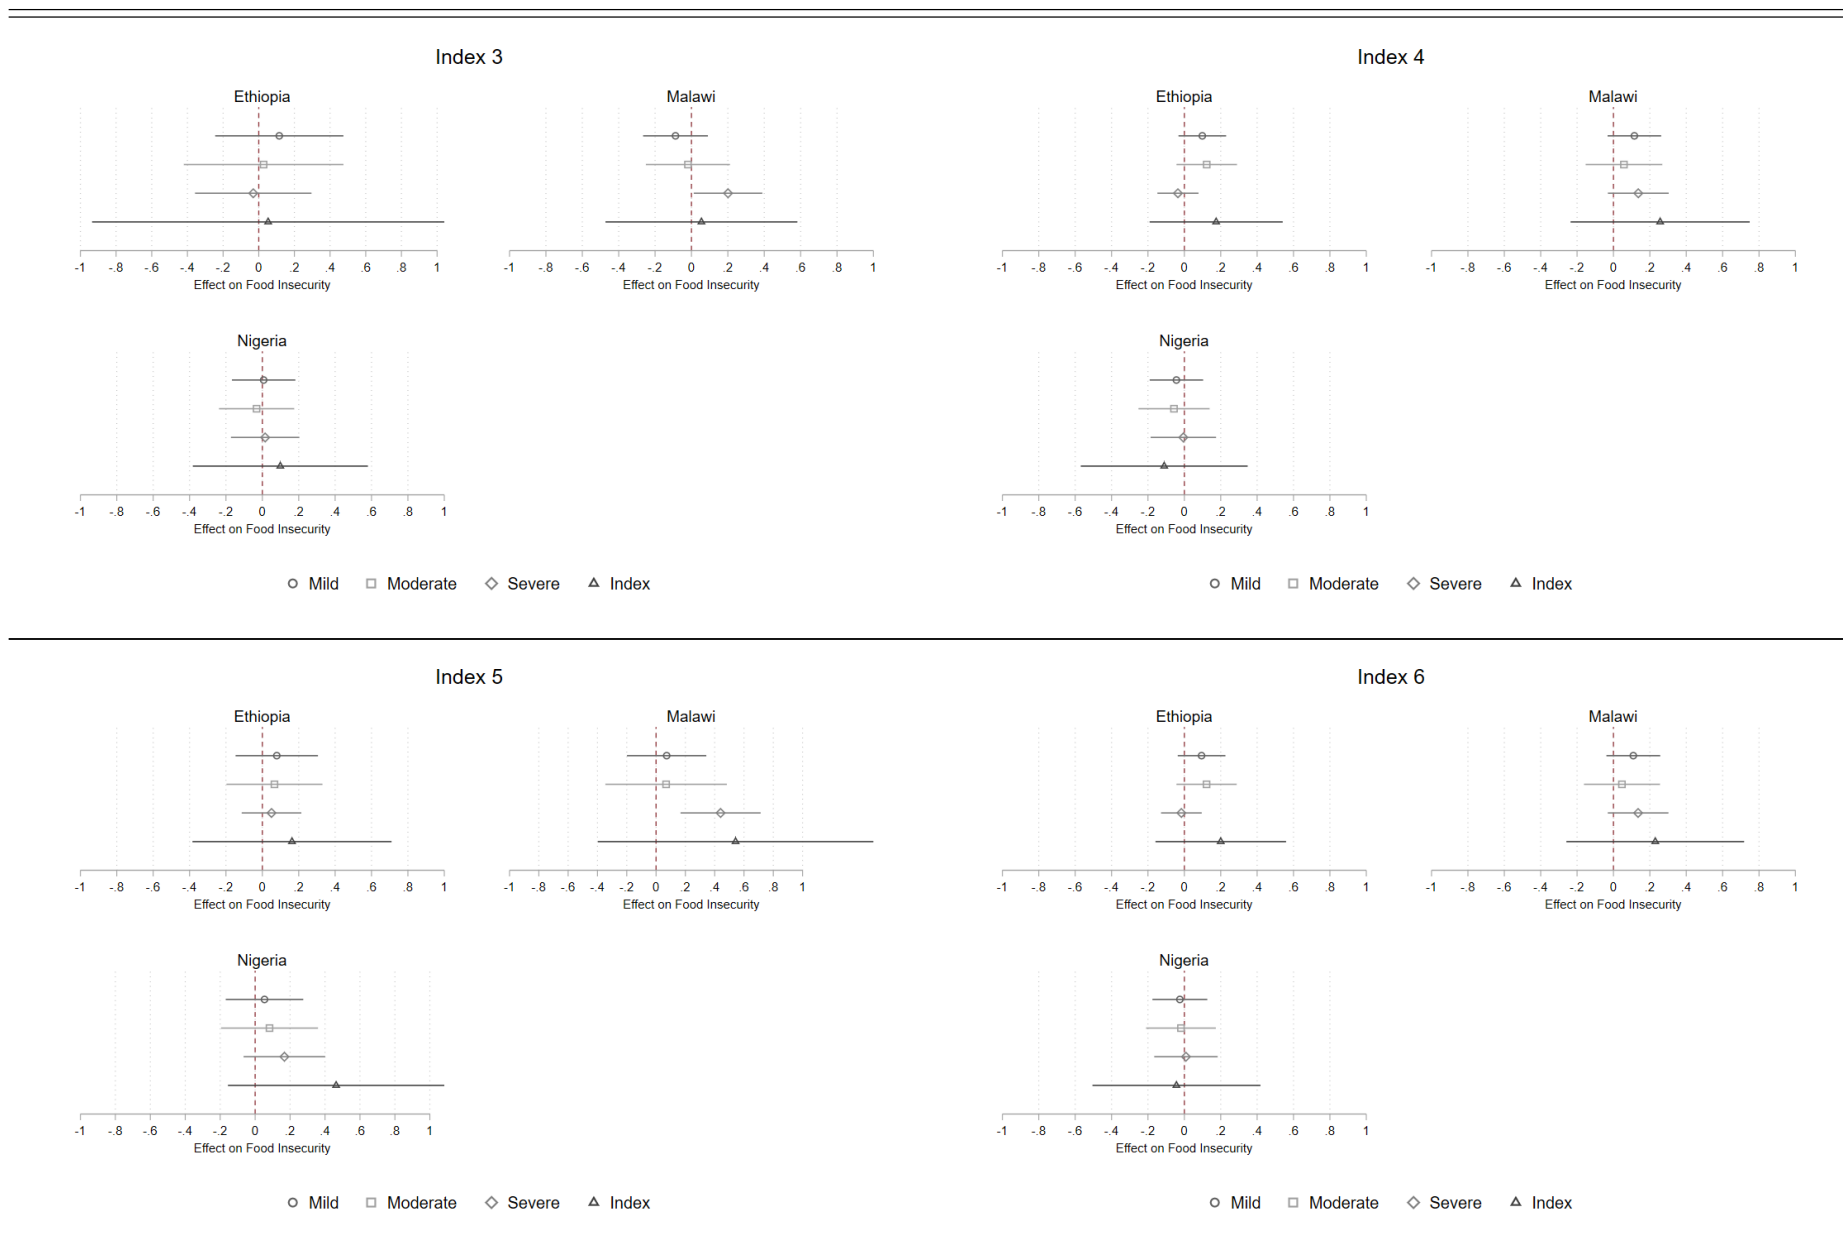 Index 3
Ethiopia
-1 -.8 -.6 -.4 -.2 0 .2 .4 .6 .8 1
Effect on Food Insecurity
Malawi
-1 -.8 -.6 -.4 -.2 0 .2 .4 .6 .8 1
Effect on Food Insecurity
Nigeria
-1 -.8 -.6 -.4 -.2 0 .2 .4 .6 .8 1
Effect on Food Insecurity
Mild Moderate Severe Index
Index 4
Ethiopia
-1 -.8 -.6 -.4 -.2 0 .2 .4 .6 .8 1
Effect on Food Insecurity
Malawi
-1 -.8 -.6 -.4 -.2 0 .2 .4 .6 .8 1
Effect on Food Insecurity
Nigeria
-1 -.8 -.6 -.4 -.2 0 .2 .4 .6 .8 1
Effect on Food Insecurity
Mild Moderate Severe Index
Index 5
Ethiopia
-1 -.8 -.6 -.4 -.2 0 .2 .4 .6 .8 1
Effect on Food Insecurity
Malawi
-1 -.8 -.6 -.4 -.2 0 .2 .4 .6 .8 1
Effect on Food Insecurity
Nigeria
-1 -.8 -.6 -.4 -.2 0 .2 .4 .6 .8 1
Effect on Food Insecurity
Mild Moderate Severe Index
Index 6
Ethiopia
-1 -.8 -.6 -.4 -.2 0 .2 .4 .6 .8 1
Effect on Food Insecurity
Malawi
-1 -.8 -.6 -.4 -.2 0 .2 .4 .6 .8 1
Effect on Food Insecurity
Nigeria
-1 -.8 -.6 -.4 -.2 0 .2 .4 .6 .8 1
Effect on Food Insecurity
Mild Moderate Severe Index